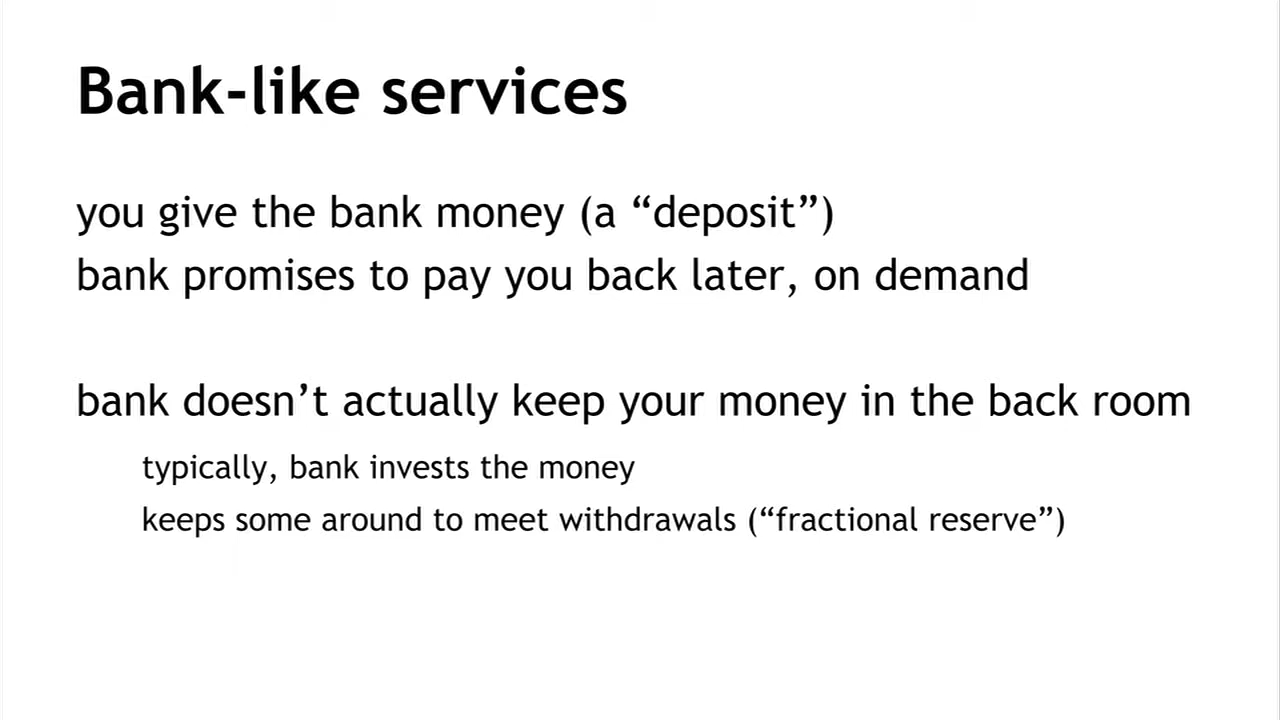 Bank-like services
you give the bank money (a “deposit”)
bank promises to pay you back later, on demand
bank doesn’t actually keep your money in the back room
typically, bank invests the money
keeps some around to meet withdrawals (“fractional reserve”)